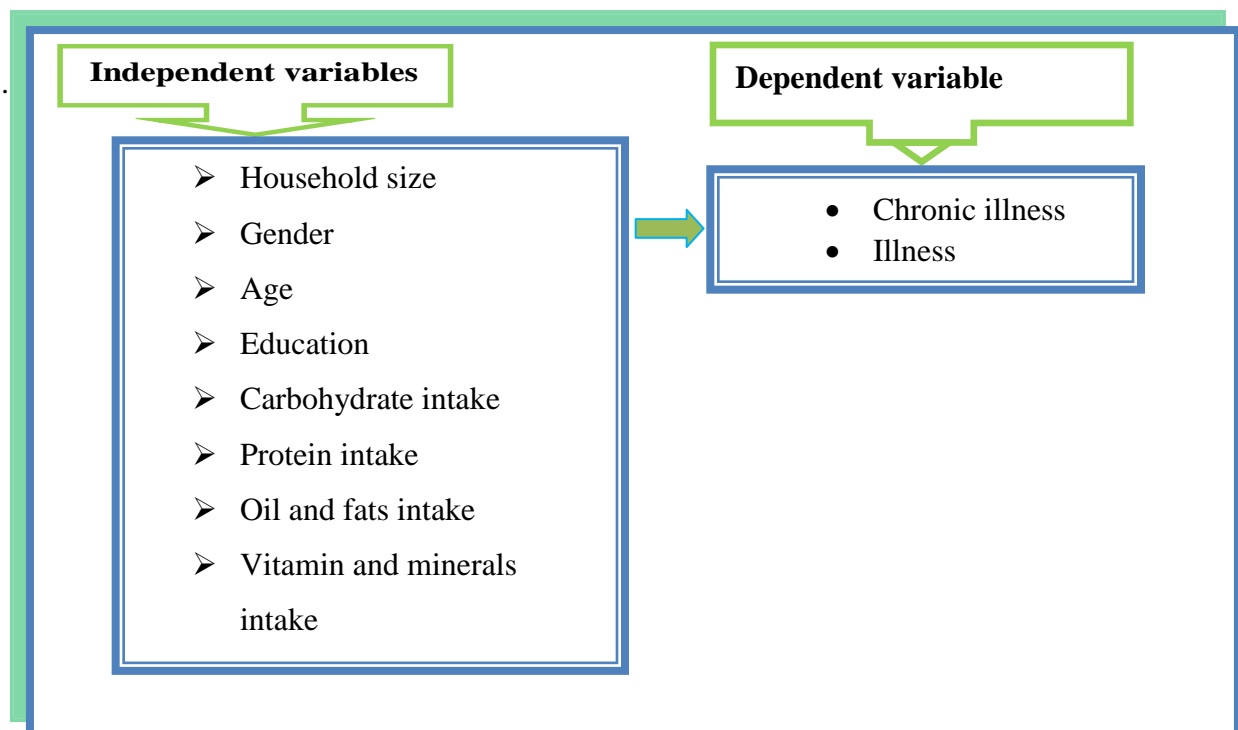 Independent variables
Dependent variable
.
➢ Household size
➢ Gender
➢ Age
➢ Education
➢ Carbohydrate intake
➢ Protein intake
➢ Oil and fats intake
➢ Vitamin and minerals
intake
• Chronic illness
• Illness